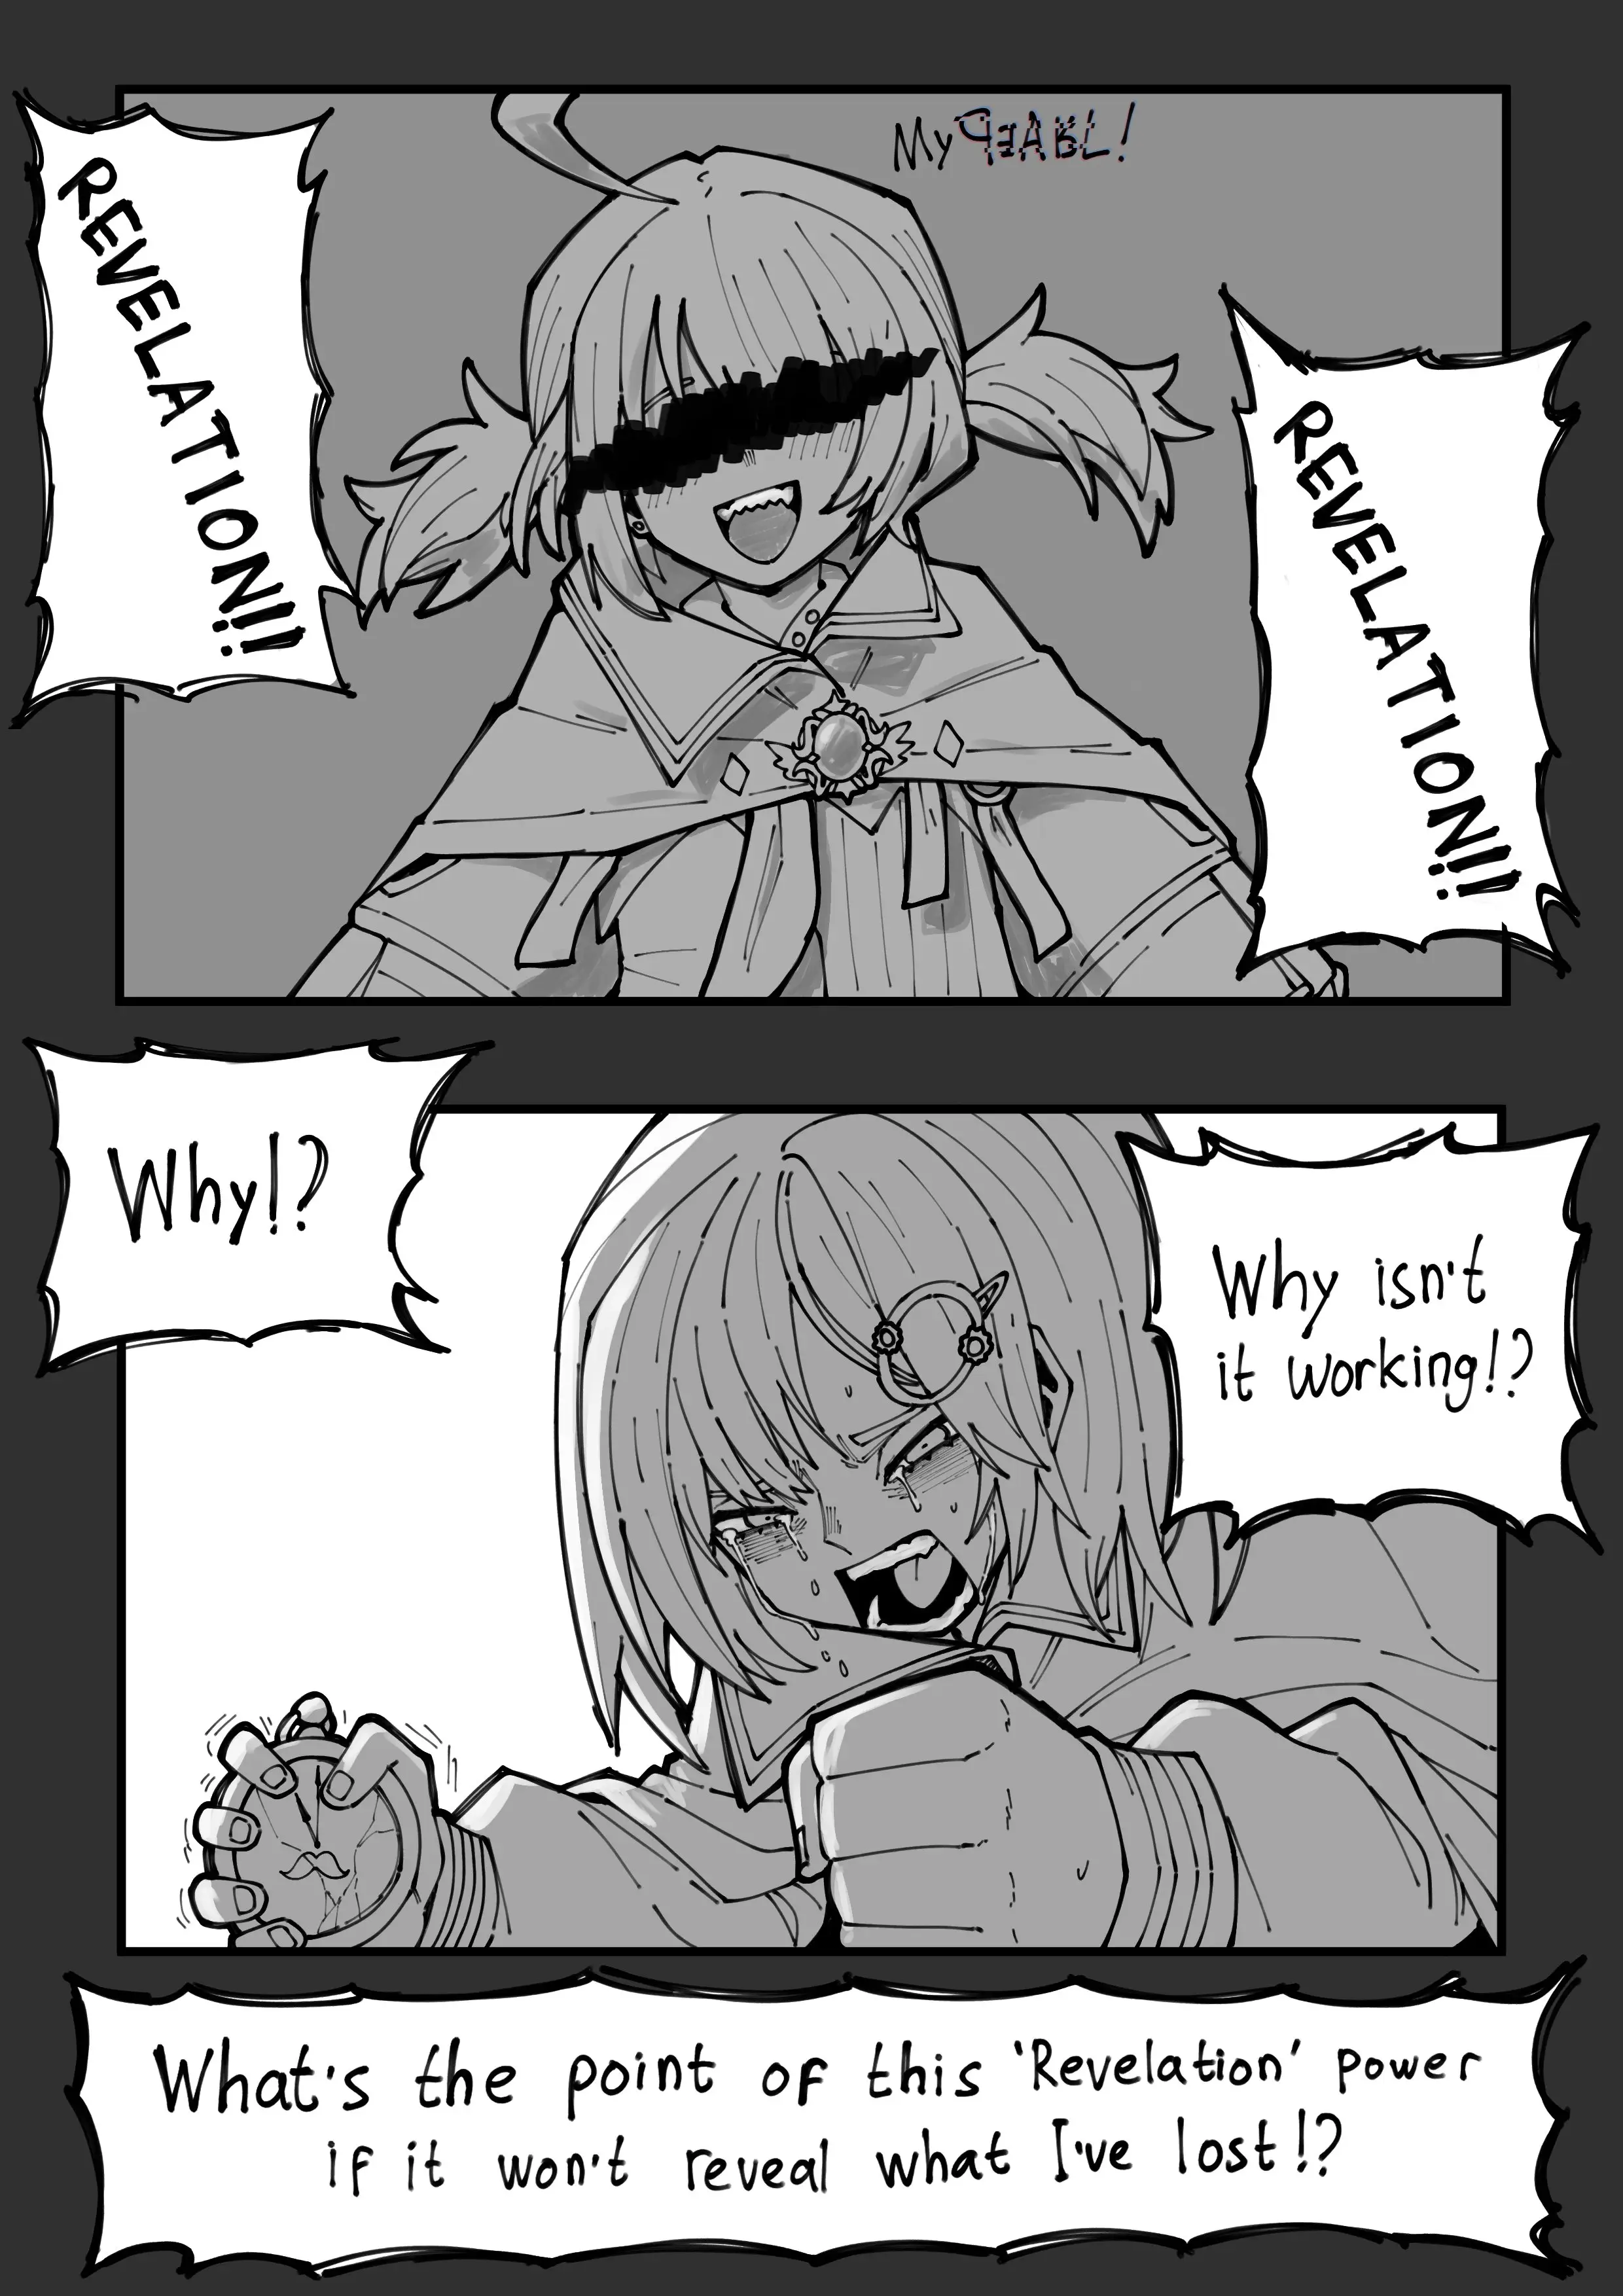 REVELATION!!
My PEARL!
REVELATION!!
Why!?
Why isn't
it working!?
What's the point of this 'Revelation' power
if it won't reveal what I've lost!?